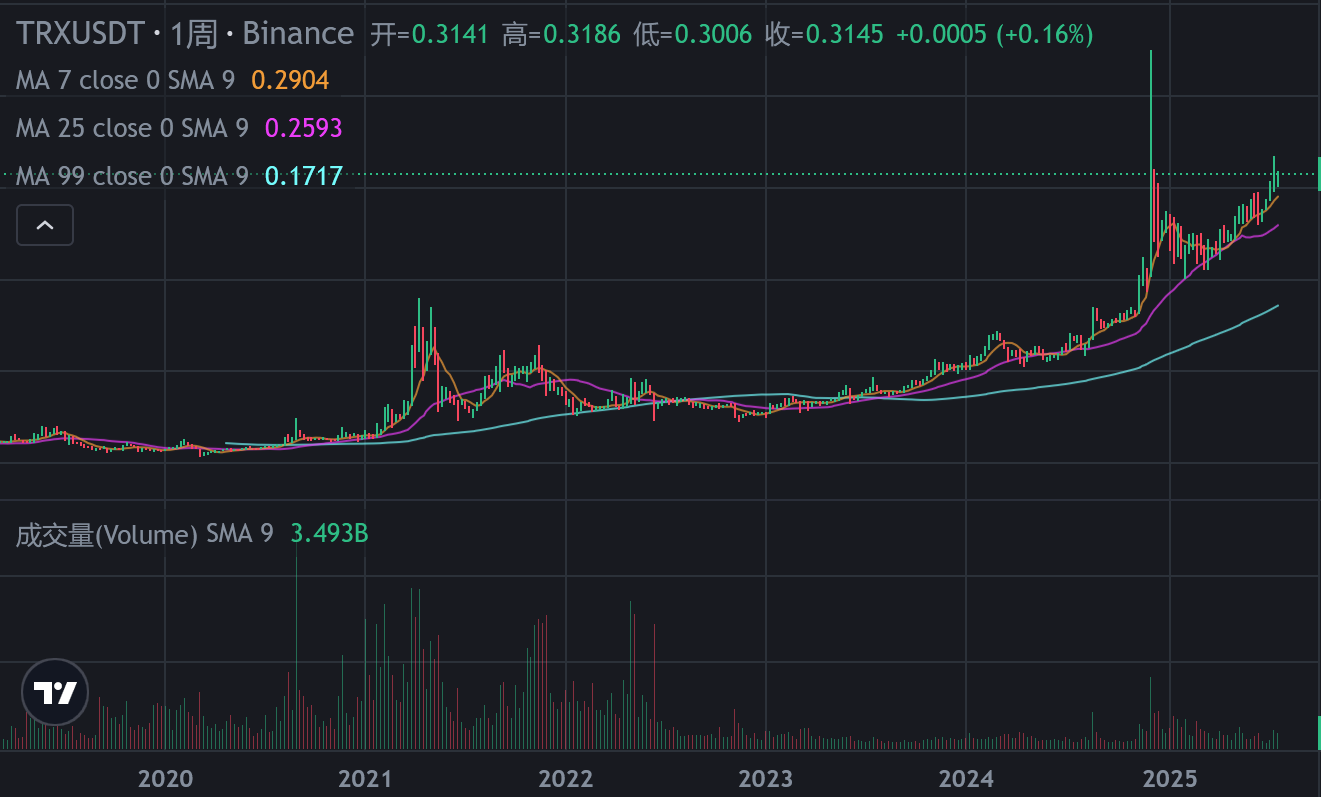 TRXUSDT · 1周 · Binance 开=0.3141 高=0.3186 低=0.3006 收=0.3145 +0.0005 (+0.16%)
MA 7 close 0 SMA 9 0.2904
MA 25 close 0 SMA 9 0.2593
MA 99 close 0 SMA 9 0.1717
成交量(Volume) SMA 9 3.493B
2020 2021 2022 2023 2024 2025